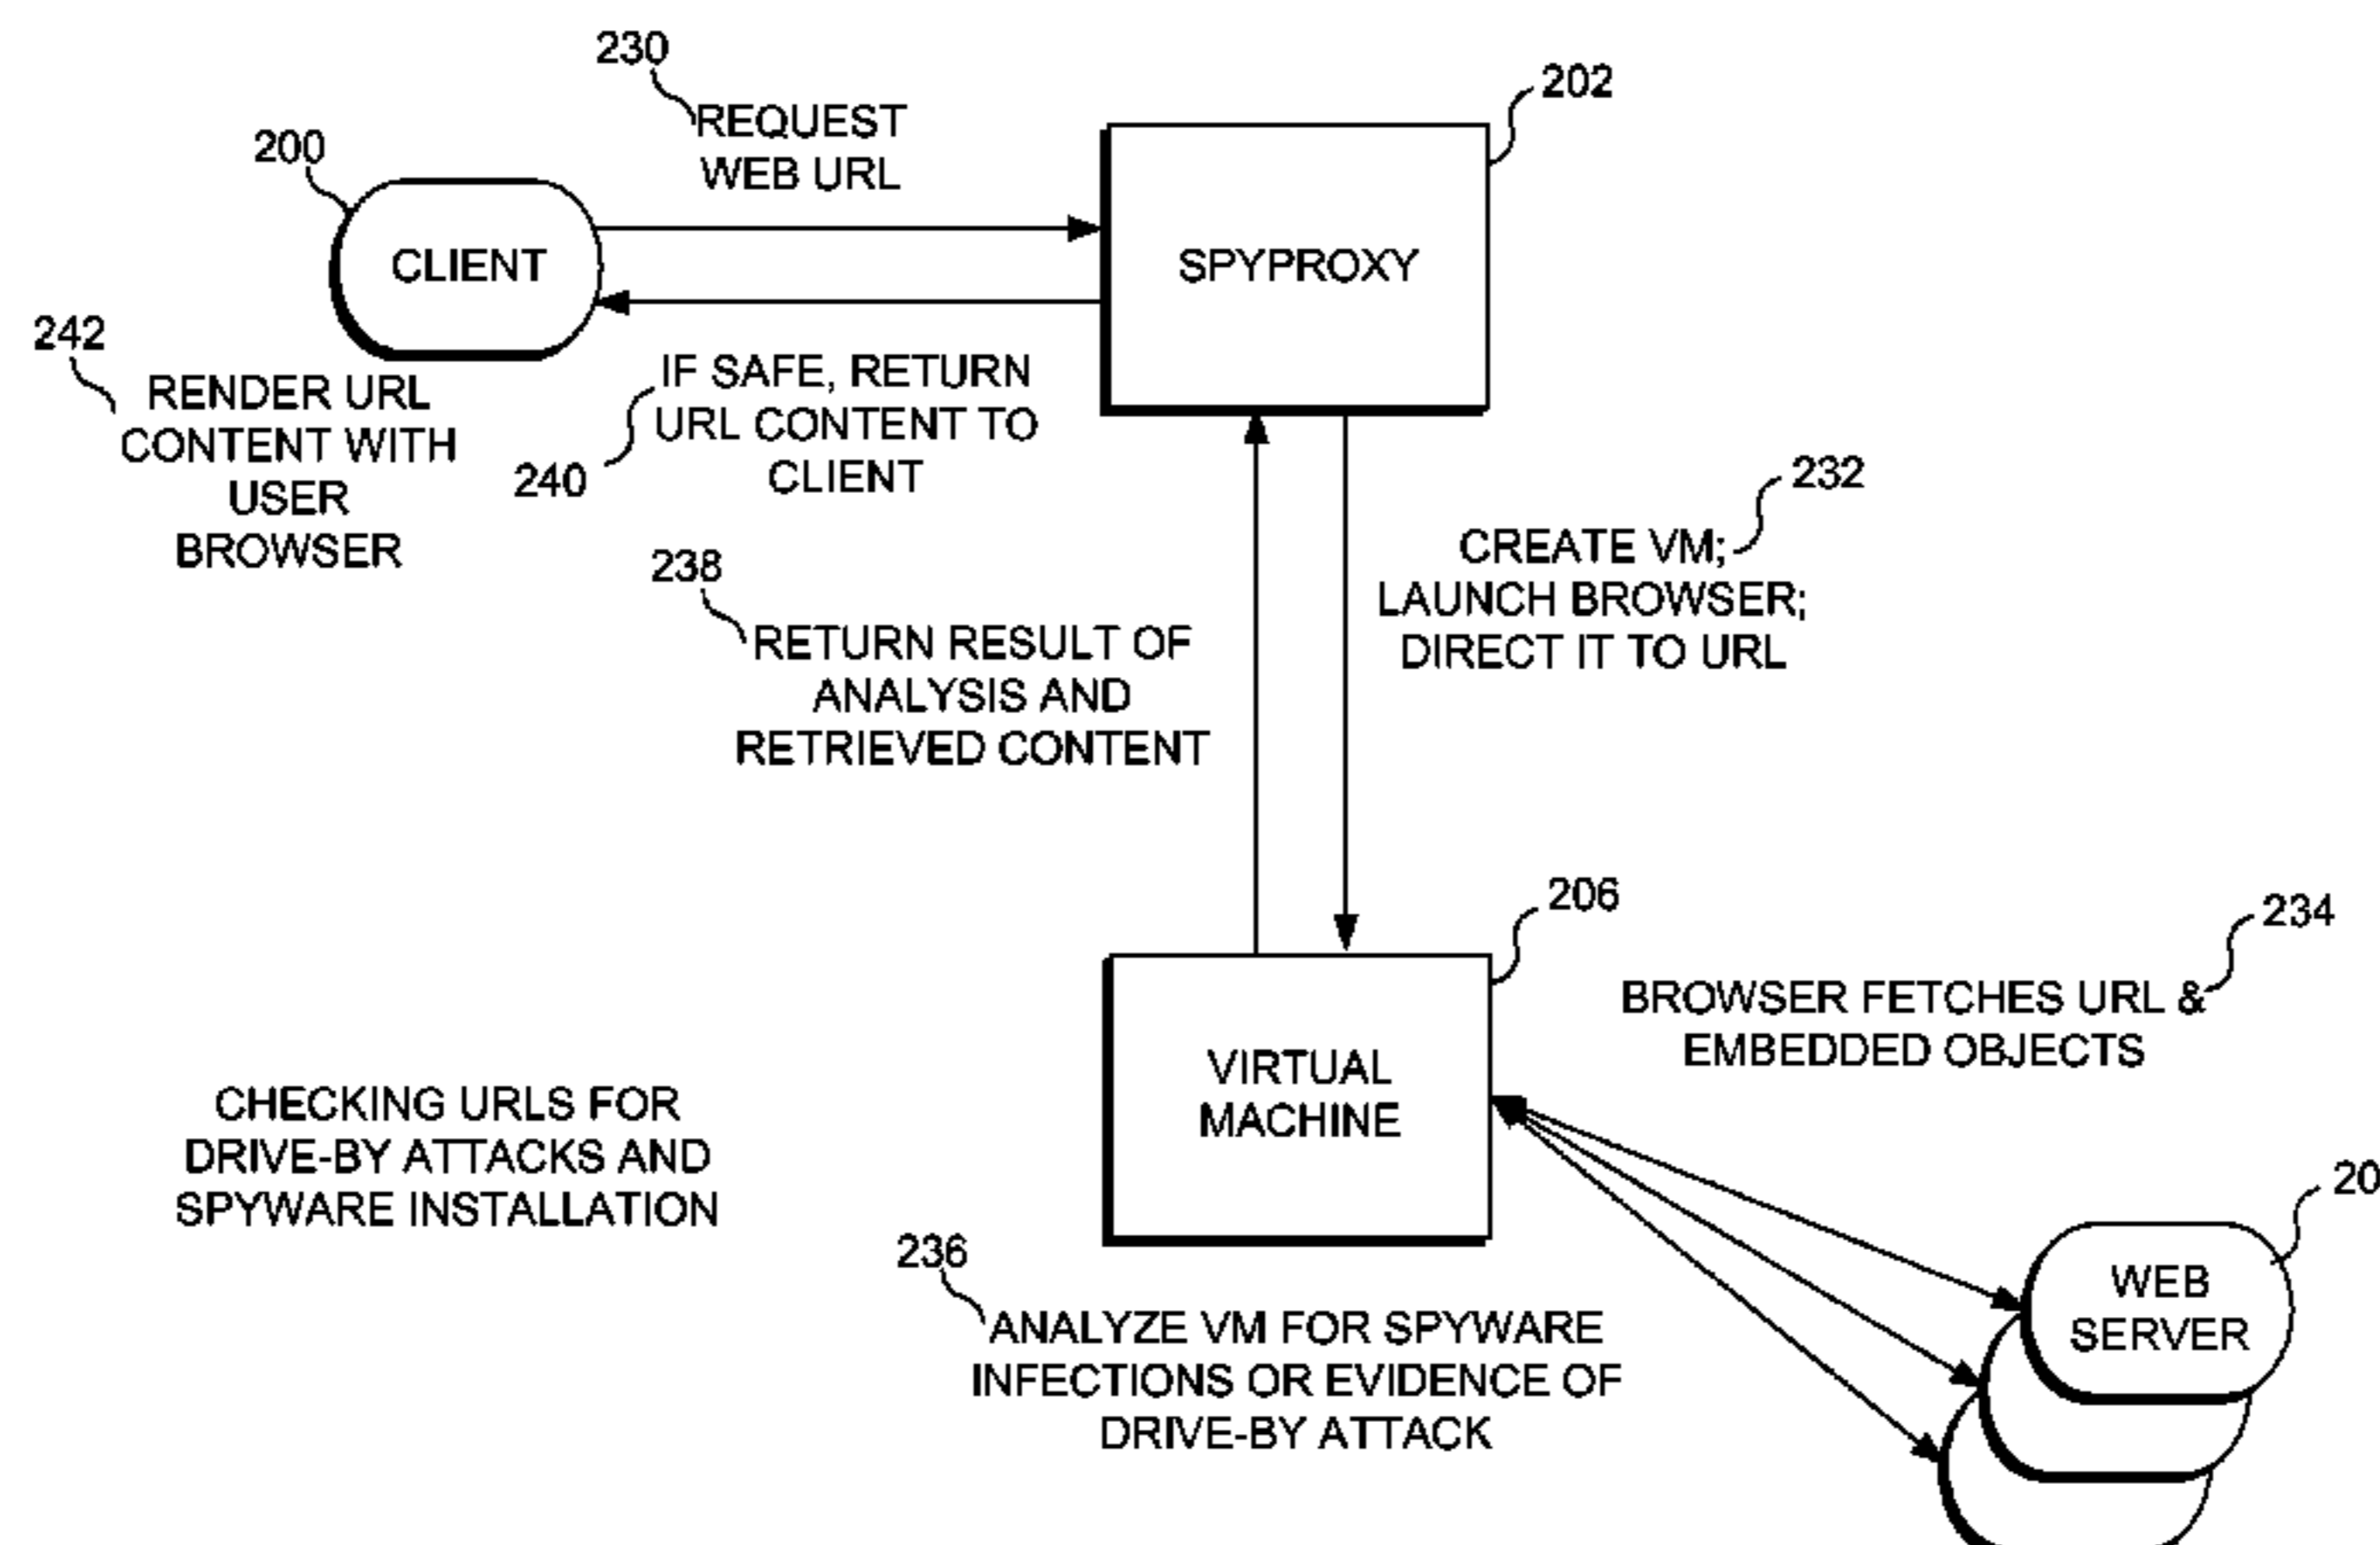 230
REQUEST
WEB URL
200
CLIENT
202
SPYPROXY
242
RENDER URL
CONTENT WITH
USER
BROWSER
240
IF SAFE, RETURN
URL CONTENT TO
CLIENT
232
CREATE VM;
LAUNCH BROWSER;
DIRECT IT TO URL
238
RETURN RESULT OF
ANALYSIS AND
RETRIEVED CONTENT
206
VIRTUAL
MACHINE
234
BROWSER FETCHES URL &
EMBEDDED OBJECTS
CHECKING URLS FOR
DRIVE-BY ATTACKS AND
SPYWARE INSTALLATION
236
ANALYZE VM FOR SPYWARE
INFECTIONS OR EVIDENCE OF
DRIVE-BY ATTACK
WEB
SERVER